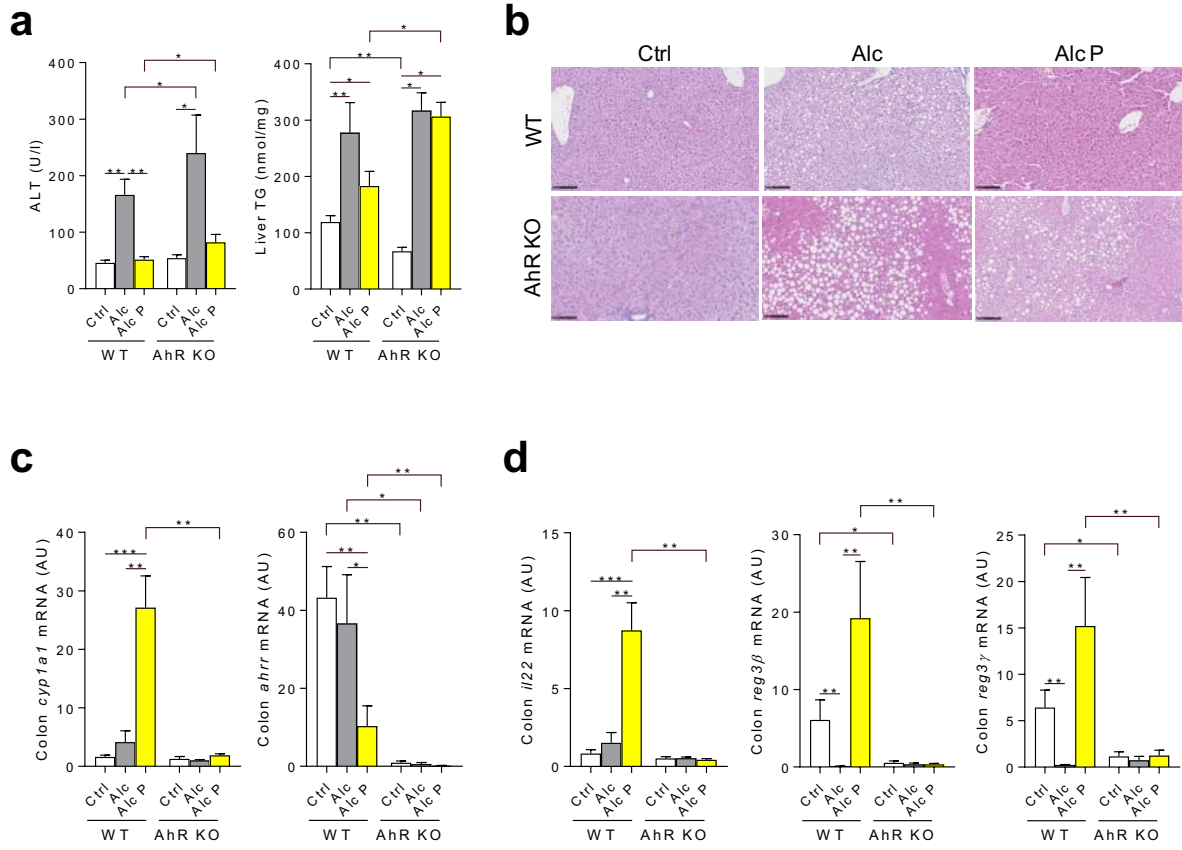 a
ALT (U/l)
400
300
200
100
0
** **
*
*
*
Ctrl
Alc
Alc P
Ctrl
Alc
Alc P
WT
AhR KO
Liver TG (nmol/mg)
400
300
200
100
0
**
*
**
*
*
*
Ctrl
Alc
Alc P
Ctrl
Alc
Alc P
WT
AhR KO
b
Ctrl
Alc
Alc P
WT
AhR KO
c
Colon cyp1a1 mRNA (AU)
40
30
20
10
0
***
**
**
Ctrl
Alc
Alc P
Ctrl
Alc
Alc P
WT
AhR KO
Colon ahrr mRNA (AU)
60
40
20
0
**
*
**
**
*
Ctrl
Alc
Alc P
Ctrl
Alc
Alc P
WT
AhR KO
d
Colon il22 mRNA (AU)
15
10
5
0
**
***
**
Ctrl
Alc
Alc P
Ctrl
Alc
Alc P
WT
AhR KO
Colon reg3β mRNA (AU)
30
20
10
0
**
*
**
**
Ctrl
Alc
Alc P
Ctrl
Alc
Alc P
WT
AhR KO
Colon reg3γ mRNA (AU)
25
20
15
10
5
0
**
*
**
**
Ctrl
Alc
Alc P
Ctrl
Alc
Alc P
WT
AhR KO